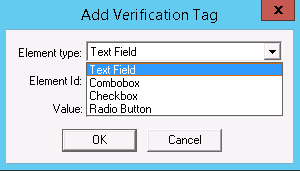 Add Verification Tag
x
Element type: Text Field
Text Field
Element Id: Combobox
Checkbox
Value: Radio Button
OK Cancel